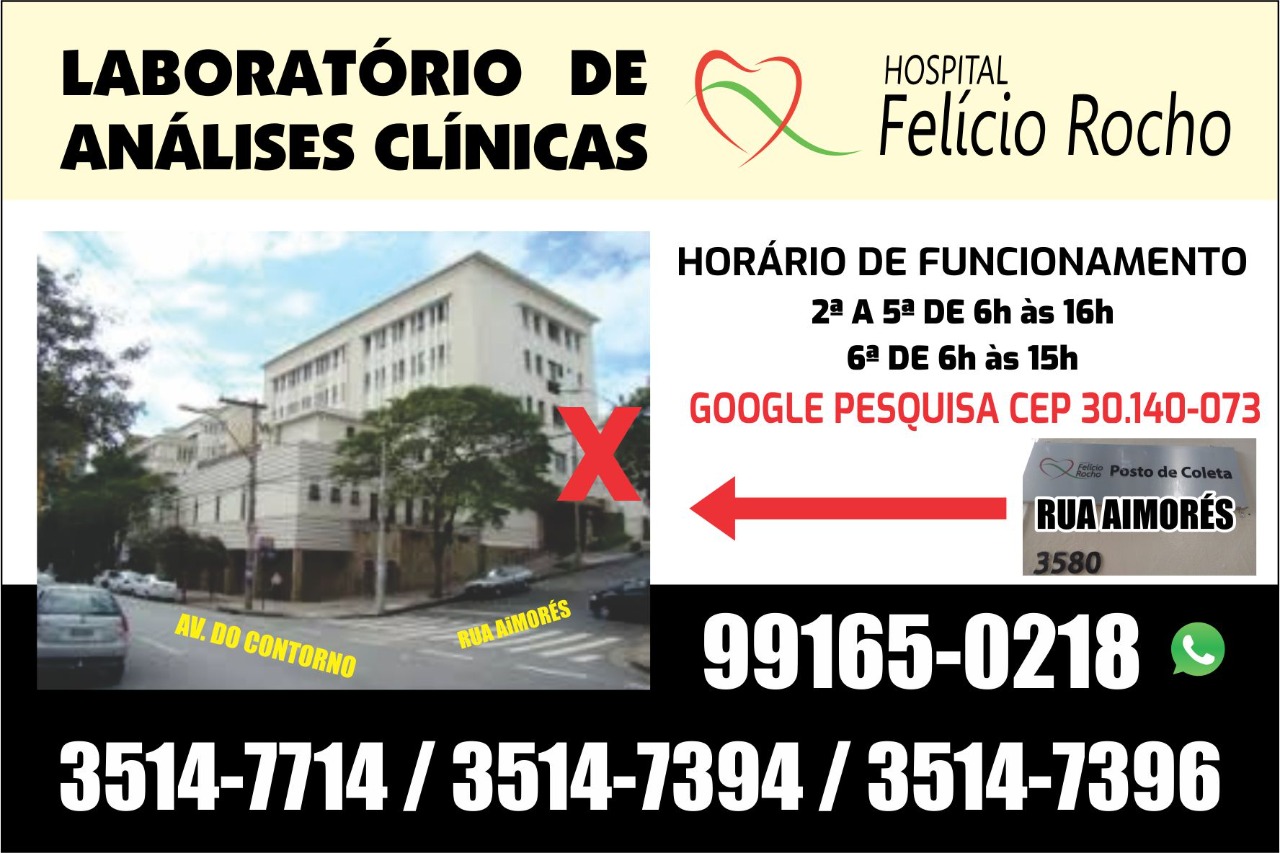 LABORATÓRIO DE
ANÁLISES CLÍNICAS
HOSPITAL
Felício Rocho
HORÁRIO DE FUNCIONAMENTO
2ª A 5ª DE 6h às 16h
6ª DE 6h às 15h
GOOGLE PESQUISA CEP 30.140-073
X
Felício
Rocho
Posto de Coleta
RUA AIMORÉS
3580
AV. DO CONTORNO
RUA AîMORÉS
99165-0218
3514-7714 / 3514-7394 / 3514-7396